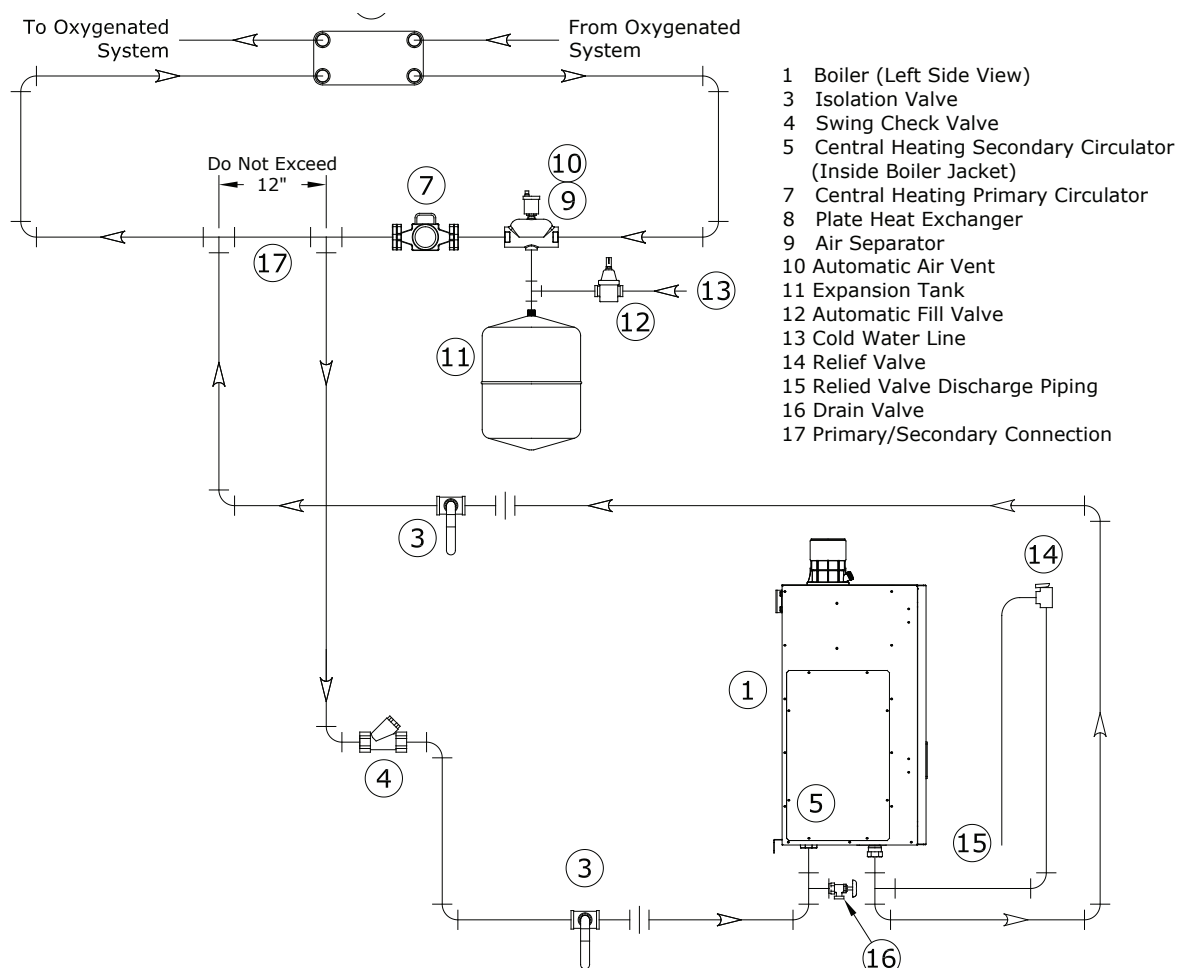 To Oxygenated
System
From Oxygenated
System
Do Not Exceed
12"
7
10
9
17
13
12
11
3
14
1
4
5
15
3
16
1 Boiler (Left Side View)
3 Isolation Valve
4 Swing Check Valve
5 Central Heating Secondary Circulator
(Inside Boiler Jacket)
7 Central Heating Primary Circulator
8 Plate Heat Exchanger
9 Air Separator
10 Automatic Air Vent
11 Expansion Tank
12 Automatic Fill Valve
13 Cold Water Line
14 Relief Valve
15 Relied Valve Discharge Piping
16 Drain Valve
17 Primary/Secondary Connection